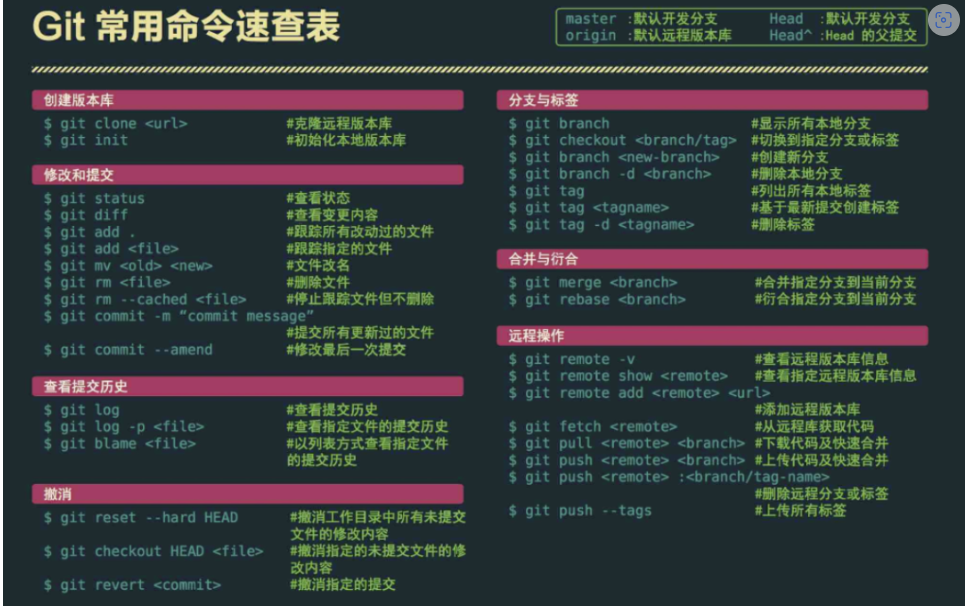 Git 常用命令速查表
master :默认开发分支 Head :默认开发分支
origin :默认远程版本库 Head^ :Head 的父提交
创建版本库
$ git clone <url> #克隆远程版本库
$ git init #初始化本地版本库
修改和提交
$ git status #查看状态
$ git diff #查看变更内容
$ git add . #跟踪所有改动过的文件
$ git add <file> #跟踪指定的文件
$ git mv <old> <new> #文件改名
$ git rm <file> #删除文件
$ git rm --cached <file> #停止跟踪文件但不删除
$ git commit -m “commit message”
#提交所有更新过的文件
$ git commit --amend #修改最后一次提交
查看提交历史
$ git log #查看提交历史
$ git log -p <file> #查看指定文件的提交历史
$ git blame <file> #以列表方式查看指定文件
的提交历史
撤消
$ git reset --hard HEAD #撤消工作目录中所有未提交
文件的修改内容
$ git checkout HEAD <file> #撤消指定的未提交文件的修
改内容
$ git revert <commit> #撤消指定的提交
分支与标签
$ git branch #显示所有本地分支
$ git checkout <branch/tag> #切换到指定分支或标签
$ git branch <new-branch> #创建新分支
$ git branch -d <branch> #删除本地分支
$ git tag #列出所有本地标签
$ git tag <tagname> #基于最新提交创建标签
$ git tag -d <tagname> #删除标签
合并与衍合
$ git merge <branch> #合并指定分支到当前分支
$ git rebase <branch> #衍合指定分支到当前分支
远程操作
$ git remote -v #查看远程版本库信息
$ git remote show <remote> #查看指定远程版本库信息
$ git remote add <remote> <url>
#添加远程版本库
$ git fetch <remote> #从远程库获取代码
$ git pull <remote> <branch> #下载代码及快速合并
$ git push <remote> <branch> #上传代码及快速合并
$ git push <remote> :<branch/tag-name>
#删除远程分支或标签
$ git push --tags #上传所有标签